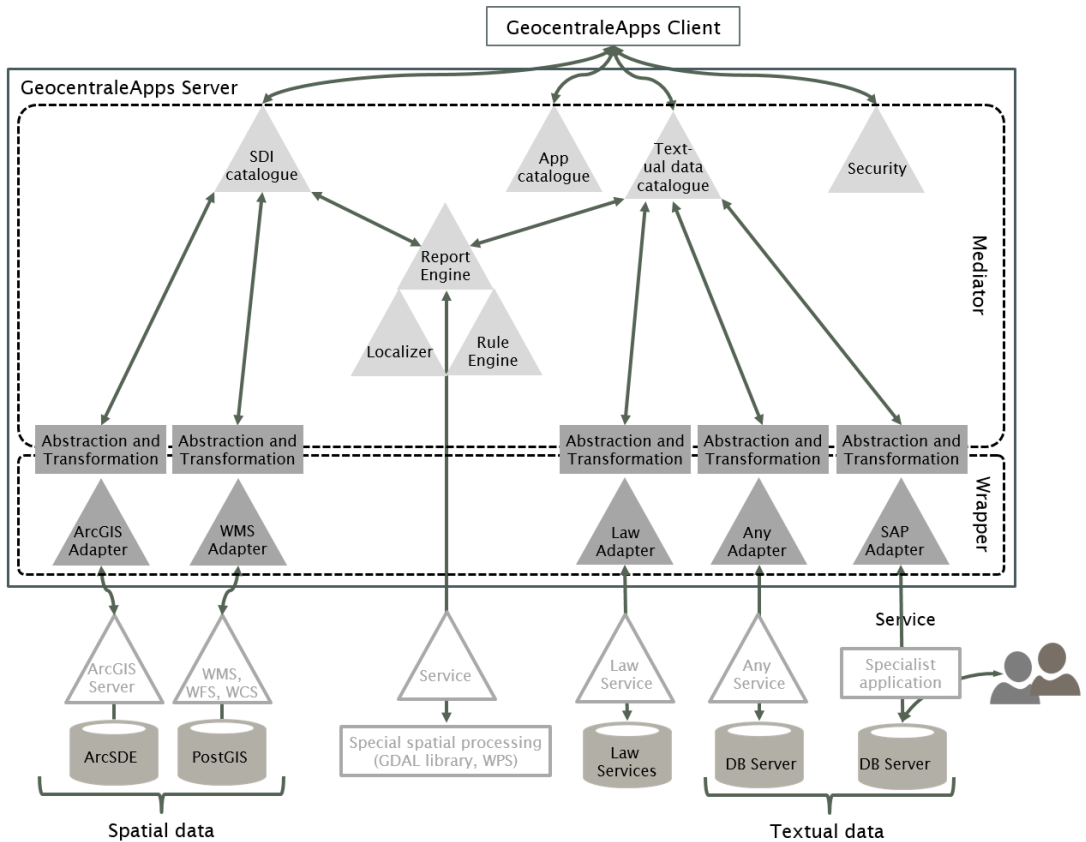 GeocentraleApps Client
GeocentraleApps Server
SDI
catalogue
App
catalogue
Text-
ual data
catalogue
Security
Report
Engine
Localizer
Rule
Engine
Mediator
Abstraction and
Transformation
Abstraction and
Transformation
Abstraction and
Transformation
Abstraction and
Transformation
Abstraction and
Transformation
Wrapper
ArcGIS
Adapter
WMS
Adapter
Law
Adapter
Any
Adapter
SAP
Adapter
Service
ArcGIS
Server
WMS,
WFS, WCS
Service
Law
Service
Any
Service
Specialist
application
ArcSDE
PostGIS
Special spatial processing
(GDAL library, WPS)
Law
Services
DB Server
DB Server
Spatial data
Textual data